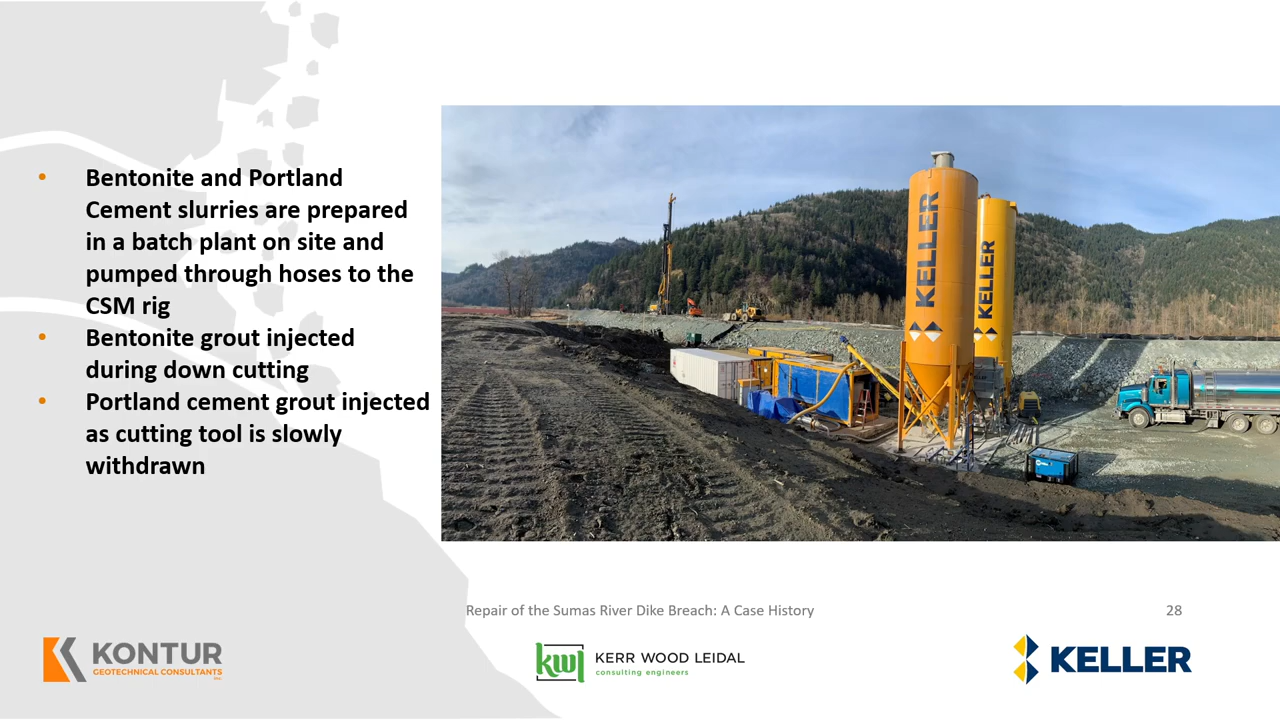 • Bentonite and Portland
Cement slurries are prepared
in a batch plant on site and
pumped through hoses to the
CSM rig
• Bentonite grout injected
during down cutting
• Portland cement grout injected
as cutting tool is slowly
withdrawn
KELLER
KELLER
Repair of the Sumas River Dike Breach: A Case History
28
KONTUR
GEOTECHNICAL CONSULTANTS
INC.
kwl
KERR WOOD LEIDAL
consulting engineers
KELLER